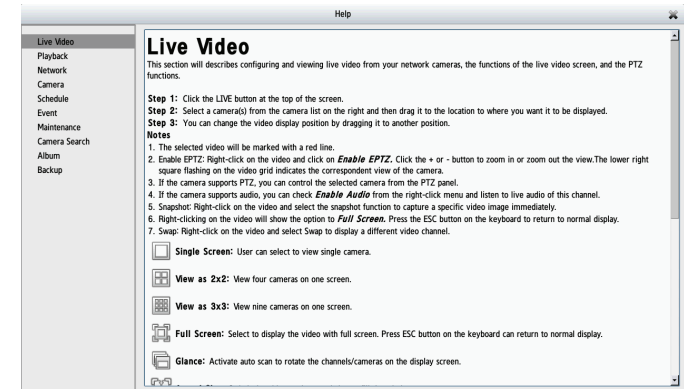 Help
Live Video
Playback
Network
Camera
Schedule
Event
Maintenance
Camera Search
Album
Backup
Live Video
This section will describes configuring and viewing live video from your network cameras, the functions of the live video screen, and the PTZ
functions.
Step 1: Click the LIVE button at the top of the screen.
Step 2: Select a camera(s) from the camera list on the right and then drag it to the location to where you want it to be displayed.
Step 3: You can change the video display position by dragging it to another position.
Notes
1. The selected video will be marked with a red line.
2. Enable EPTZ: Right-click on the video and click on Enable EPTZ. Click the + or - button to zoom in or zoom out the view.The lower right
square flashing on the video grid indicates the correspondent view of the camera.
3. If the camera supports PTZ, you can control the selected camera from the PTZ panel.
4. If the camera supports audio, you can check Enable Audio from the right-click menu and listen to live audio of this channel.
5. Snapshot: Right-click on the video and select the snapshot function to capture a specific video image immediately.
6. Right-clicking on the video will show the option to Full Screen. Press the ESC button on the keyboard to return to normal display.
7. Swap: Right-click on the video and select Swap to display a different video channel.
Single Screen: User can select to view single camera.
View as 2x2: View four cameras on one screen.
View as 3x3: View nine cameras on one screen.
Full Screen: Select to display the video with full screen. Press ESC button on the keyboard can return to normal display.
Glance: Activate auto scan to rotate the channels/cameras on the display screen.